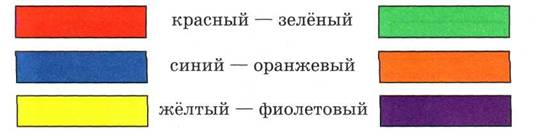 красный — зелёный
синий — оранжевый
жёлтый — фиолетовый